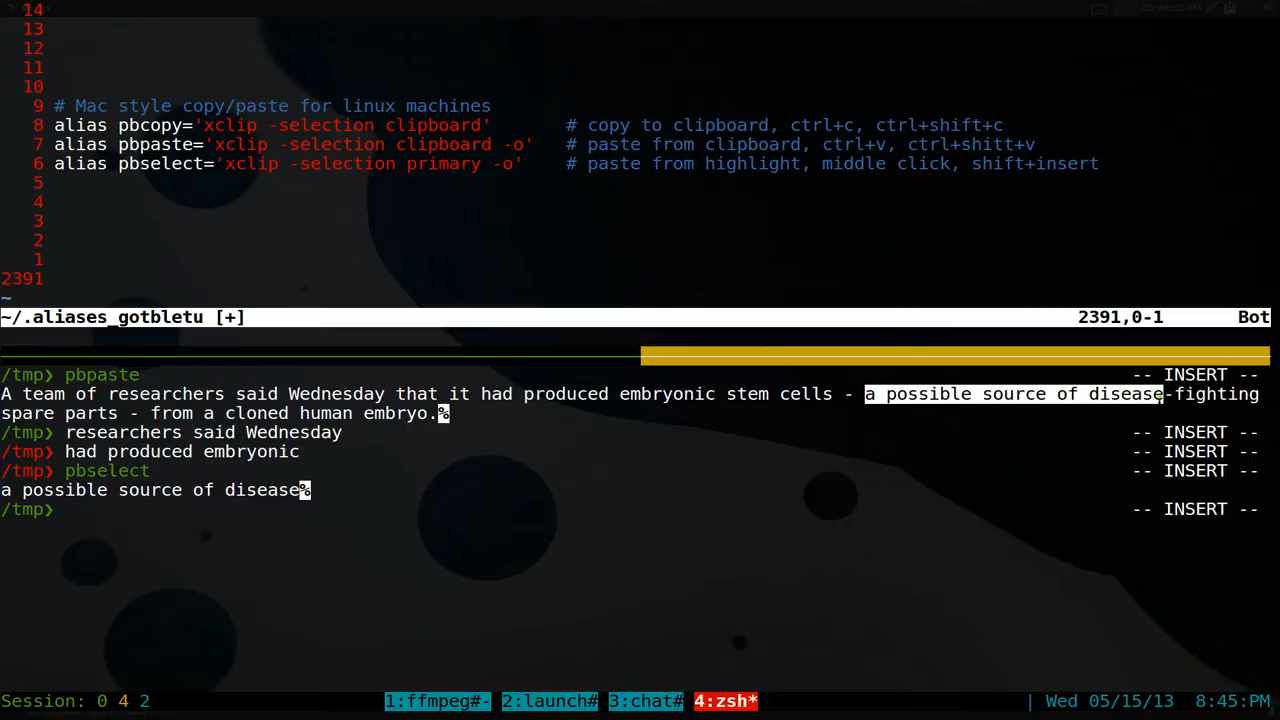 14
13
12
11
10
9 # Mac style copy/paste for linux machines
8 alias pbcopy='xclip -selection clipboard' # copy to clipboard, ctrl+c, ctrl+shift+c
7 alias pbpaste='xclip -selection clipboard -o' # paste from clipboard, ctrl+v, ctrl+shitt+v
6 alias pbselect='xclip -selection primary -o' # paste from highlight, middle click, shift+insert
5
4
3
2
1
2391
~
~/.aliases_gotbletu [+] 2391,0-1 Bot
/tmp❯ pbpaste -- INSERT --
A team of researchers said Wednesday that it had produced embryonic stem cells - a possible source of disease-fighting
spare parts - from a cloned human embryo.%
/tmp❯ researchers said Wednesday -- INSERT --
/tmp❯ had produced embryonic -- INSERT --
/tmp❯ pbselect -- INSERT --
a possible source of disease%
/tmp❯ -- INSERT --
Session: 0 4 2 1:ffmpeg#- 2:launch# 3:chat# 4:zsh* | Wed 05/15/13 8:45:PM